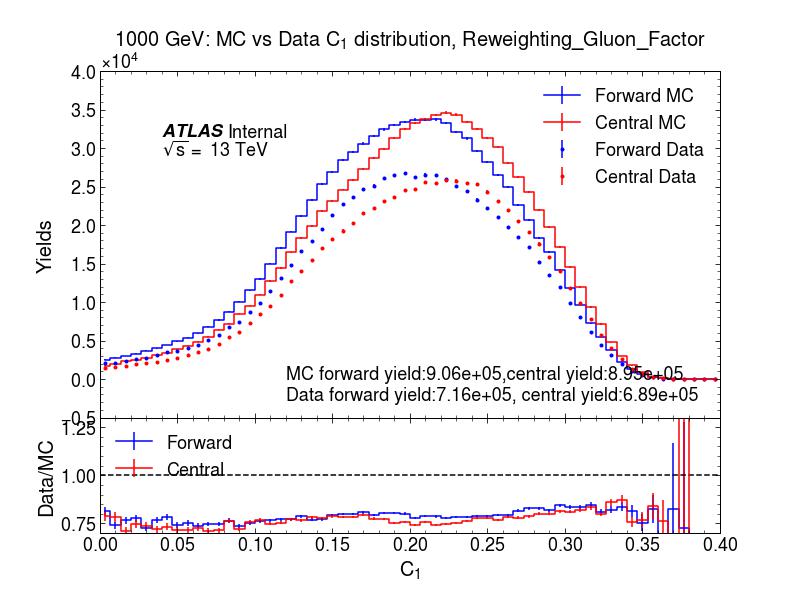 1000 GeV: MC vs Data C1 distribution, Reweighting_Gluon_Factor
×10^4
4.0
3.5
3.0
2.5
2.0
1.5
1.0
0.5
0.0
0.5
Yields
ATLAS Internal
√s = 13 TeV
Forward MC
Central MC
Forward Data
Central Data
MC forward yield:9.06e+05,central yield:8.95e+05
Data forward yield:7.16e+05, central yield:6.89e+05
1.25
1.00
0.75
Data/MC
Forward
Central
0.00 0.05 0.10 0.15 0.20 0.25 0.30 0.35 0.40
C1